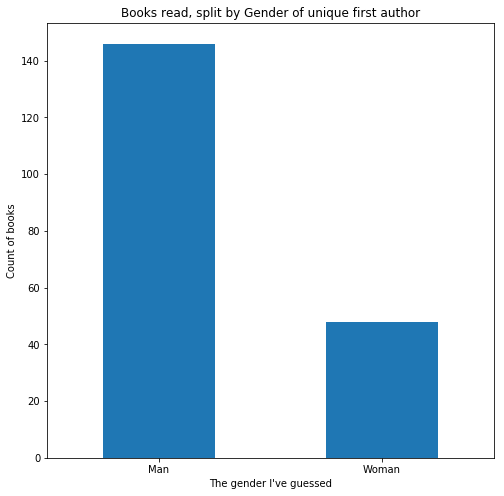 Books read, split by Gender of unique first author
140
120
100
80
60
40
20
0
Count of books
Man
Woman
The gender I've guessed